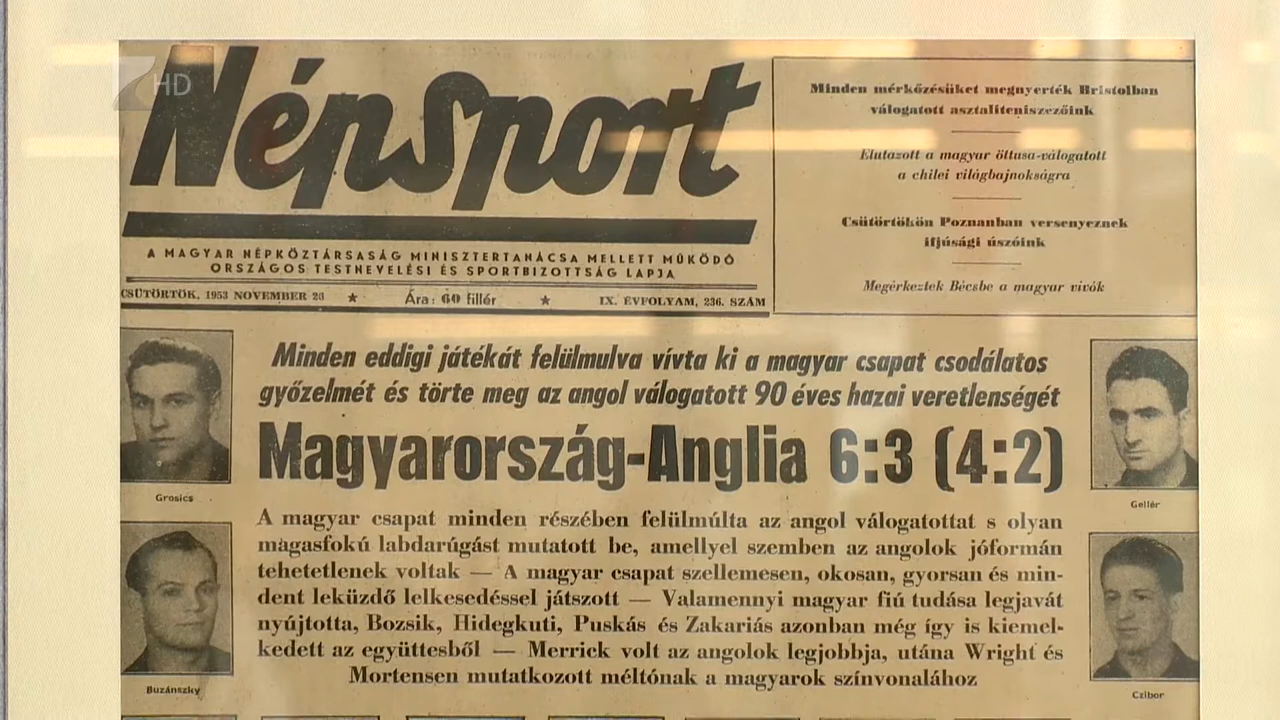 7 HD
Népsport
A MAGYAR NÉPKÖZTÁRSASÁG MINISZTERTANÁCSA MELLETT MŰKÖDŐ
ORSZÁGOS TESTNEVELÉSI ÉS SPORTBIZOTTSÁG LAPJA
CSÜTÖRTÖK, 1953 NOVEMBER 26 ★ Ára: 60 fillér ★ IX. ÉVFOLYAM, 236. SZÁM
Minden mérkőzésüket megnyerték Bristolban
válogatott asztaliteniszezőink
Elutazott a magyar öttusa-válogatott
a chilei világbajnokságra
Csütörtökön Poznanban versenyeznek
ifjúsági úszóink
Megérkeztek Bécsbe a magyar vívók
Minden eddigi játékát felülmulva vívta ki a magyar csapat csodálatos
győzelmét és törte meg az angol válogatott 90 éves hazai veretlenségét
Magyarország-Anglia 6:3 (4:2)
A magyar csapat minden részében felülmúlta az angol válogatottat s olyan
magasfokú labdarúgást mutatott be, amellyel szemben az angolok jóformán
tehetetlenek voltak — A magyar csapat szellemesen, okosan, gyorsan és min-
dent leküzdő lelkesedéssel játszott — Valamennyi magyar fiú tudása legjavát
nyújtotta, Bozsik, Hidegkuti, Puskás és Zakariás azonban még így is kiemel-
kedett az együttesből — Merrick volt az angolok legjobbja, utána Wright és
Mortensen mutatkozott méltónak a magyarok színvonalához
Grosics
Buzánszky
Gellér
Czibor